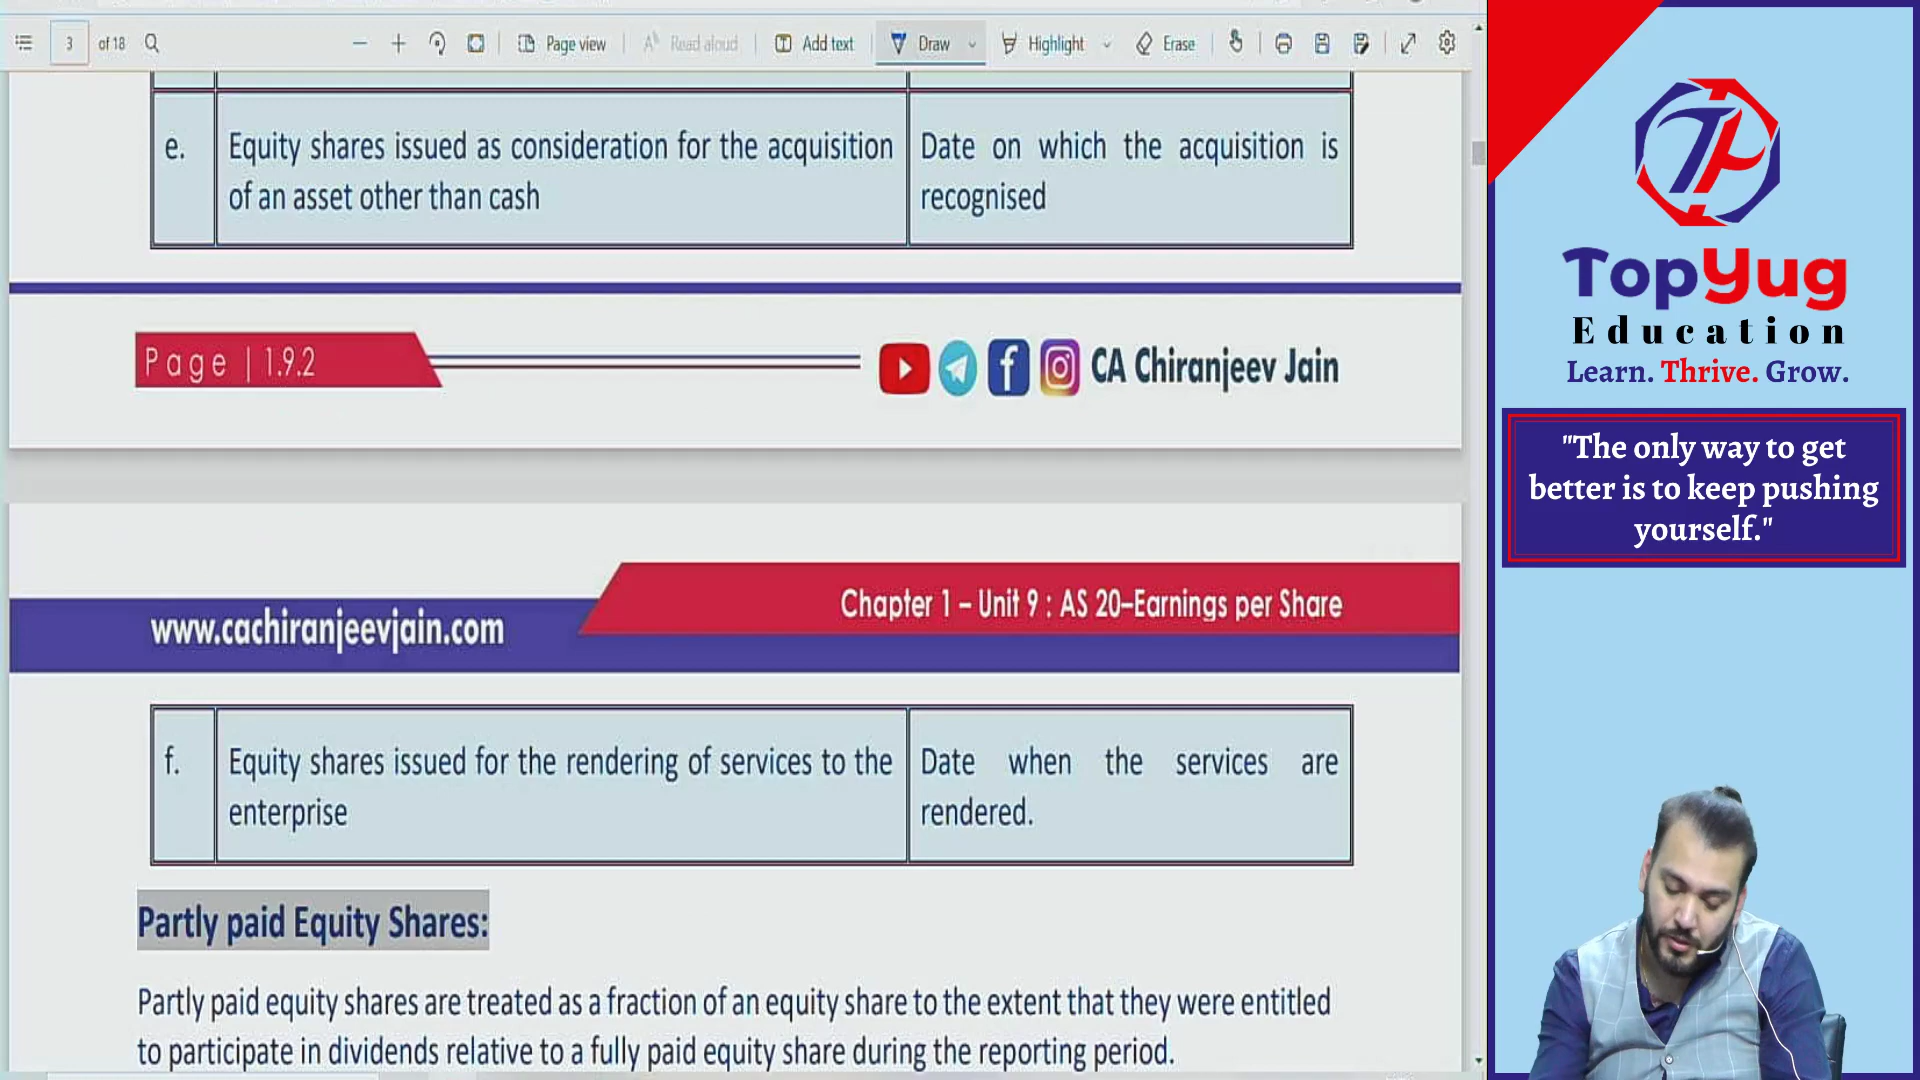 3
of 18
Page view
Read aloud
Add text
Draw
Highlight
Erase
e.
Equity shares issued as consideration for the acquisition
of an asset other than cash
Date on which the acquisition is
recognised
Page | 1.9.2
CA Chiranjeev Jain
www.cachiranjeevjain.com
Chapter 1 – Unit 9 : AS 20–Earnings per Share
f.
Equity shares issued for the rendering of services to the
enterprise
Date when the services are
rendered.
Partly paid Equity Shares:
Partly paid equity shares are treated as a fraction of an equity share to the extent that they were entitled
to participate in dividends relative to a fully paid equity share during the reporting period.
TopYug
Education
Learn. Thrive. Grow.
"The only way to get
better is to keep pushing
yourself."